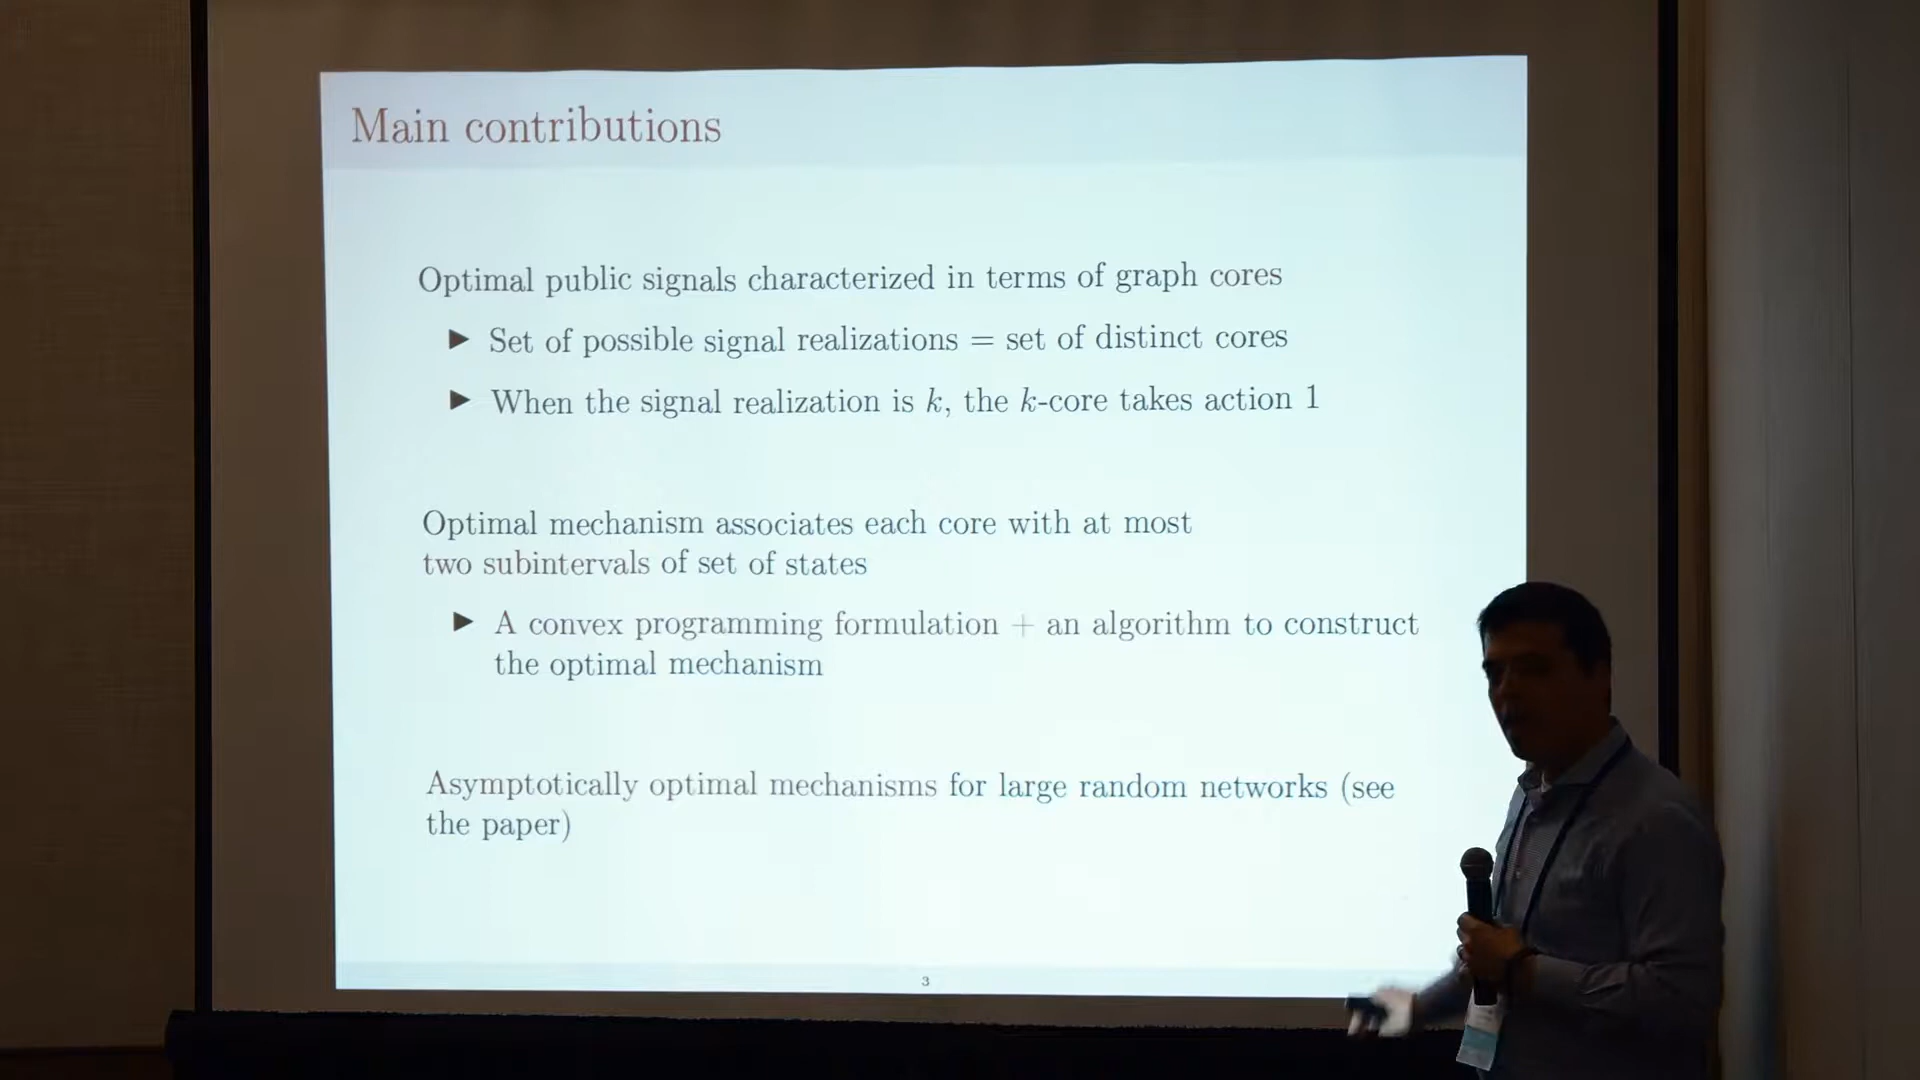 Main contributions
Optimal public signals characterized in terms of graph cores
▶ Set of possible signal realizations = set of distinct cores
▶ When the signal realization is k, the k-core takes action 1
Optimal mechanism associates each core with at most
two subintervals of set of states
▶ A convex programming formulation + an algorithm to construct
the optimal mechanism
Asymptotically optimal mechanisms for large random networks (see
the paper)
3